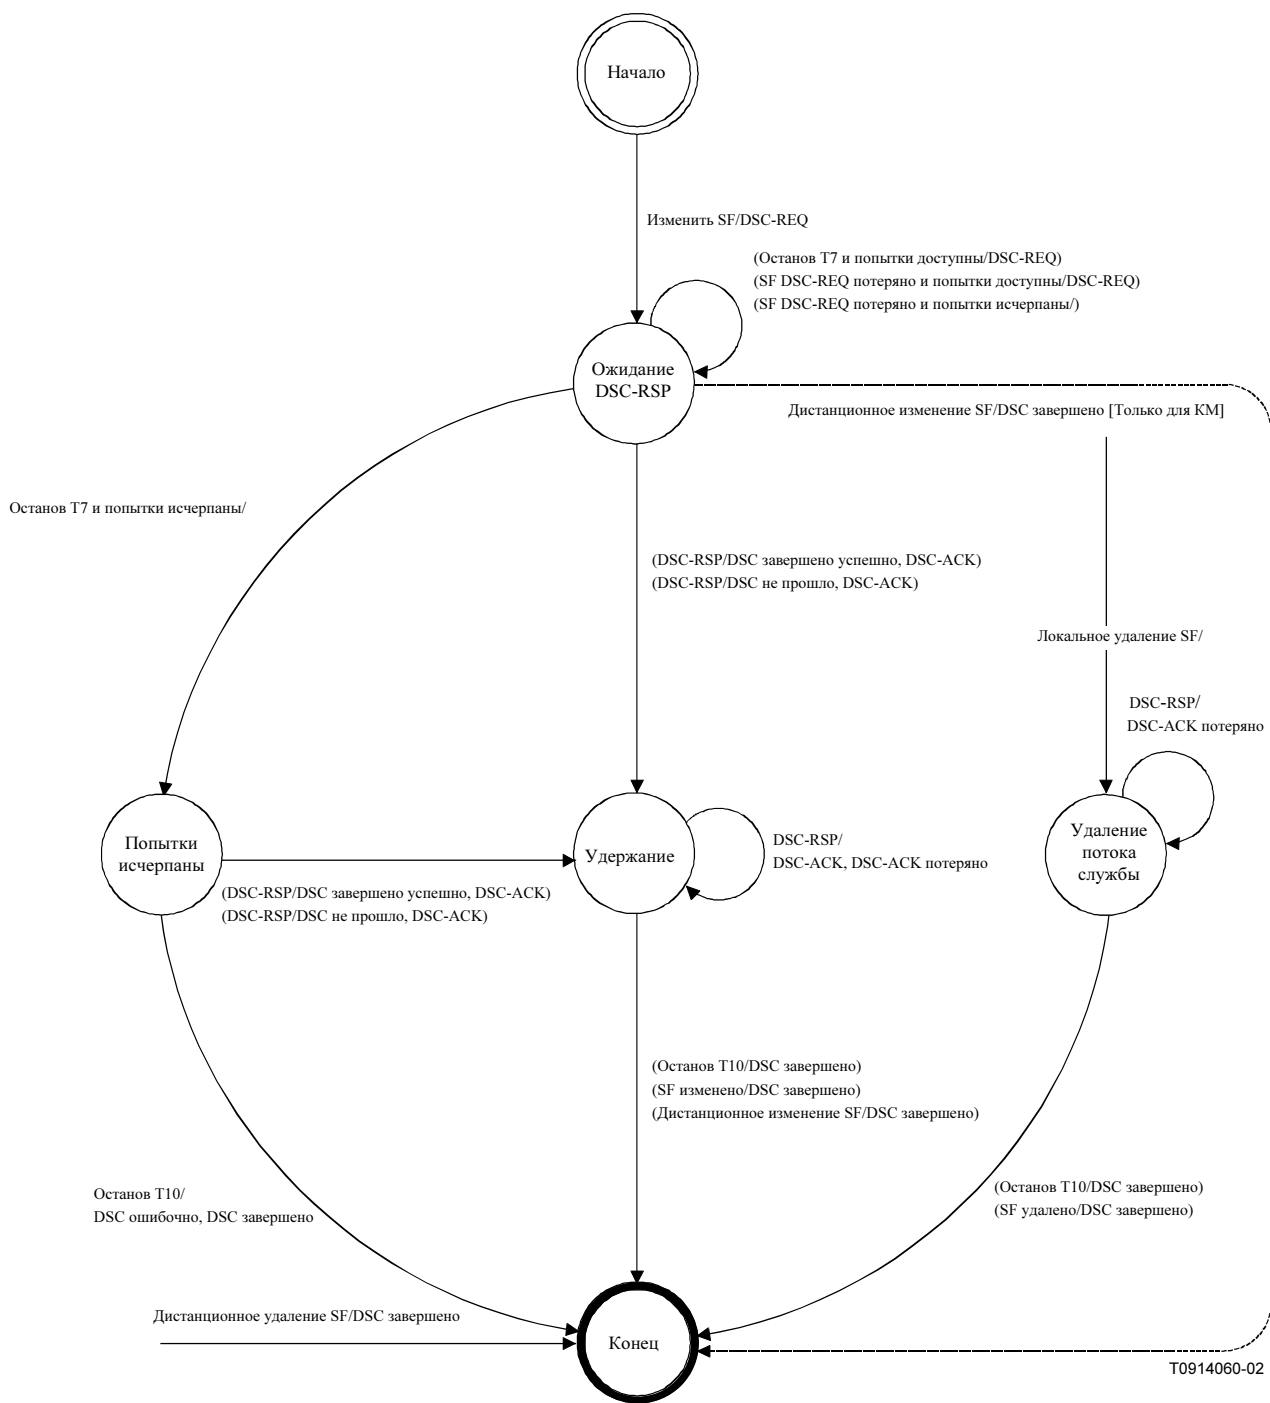 Начало
Изменить SF/DSC-REQ
(Останов T7 и попытки доступны/DSC-REQ)
(SF DSC-REQ потеряно и попытки доступны/DSC-REQ)
(SF DSC-REQ потеряно и попытки исчерпаны/)
Ожидание
DSC-RSP
Дистанционное изменение SF/DSC завершено [Только для КМ]
Останов T7 и попытки исчерпаны/
(DSC-RSP/DSC завершено успешно, DSC-ACK)
(DSC-RSP/DSC не прошло, DSC-ACK)
Локальное удаление SF/
DSC-RSP/
DSC-ACK потеряно
Попытки
исчерпаны
Удержание
DSC-RSP/
DSC-ACK, DSC-ACK потеряно
Удаление
потока
службы
(DSC-RSP/DSC завершено успешно, DSC-ACK)
(DSC-RSP/DSC не прошло, DSC-ACK)
(Останов T10/DSC завершено)
(SF изменено/DSC завершено)
(Дистанционное изменение SF/DSC завершено)
Останов T10/
DSC ошибочно, DSC завершено
(Останов T10/DSC завершено)
(SF удалено/DSC завершено)
Дистанционное удаление SF/DSC завершено
Конец
T0914060-02